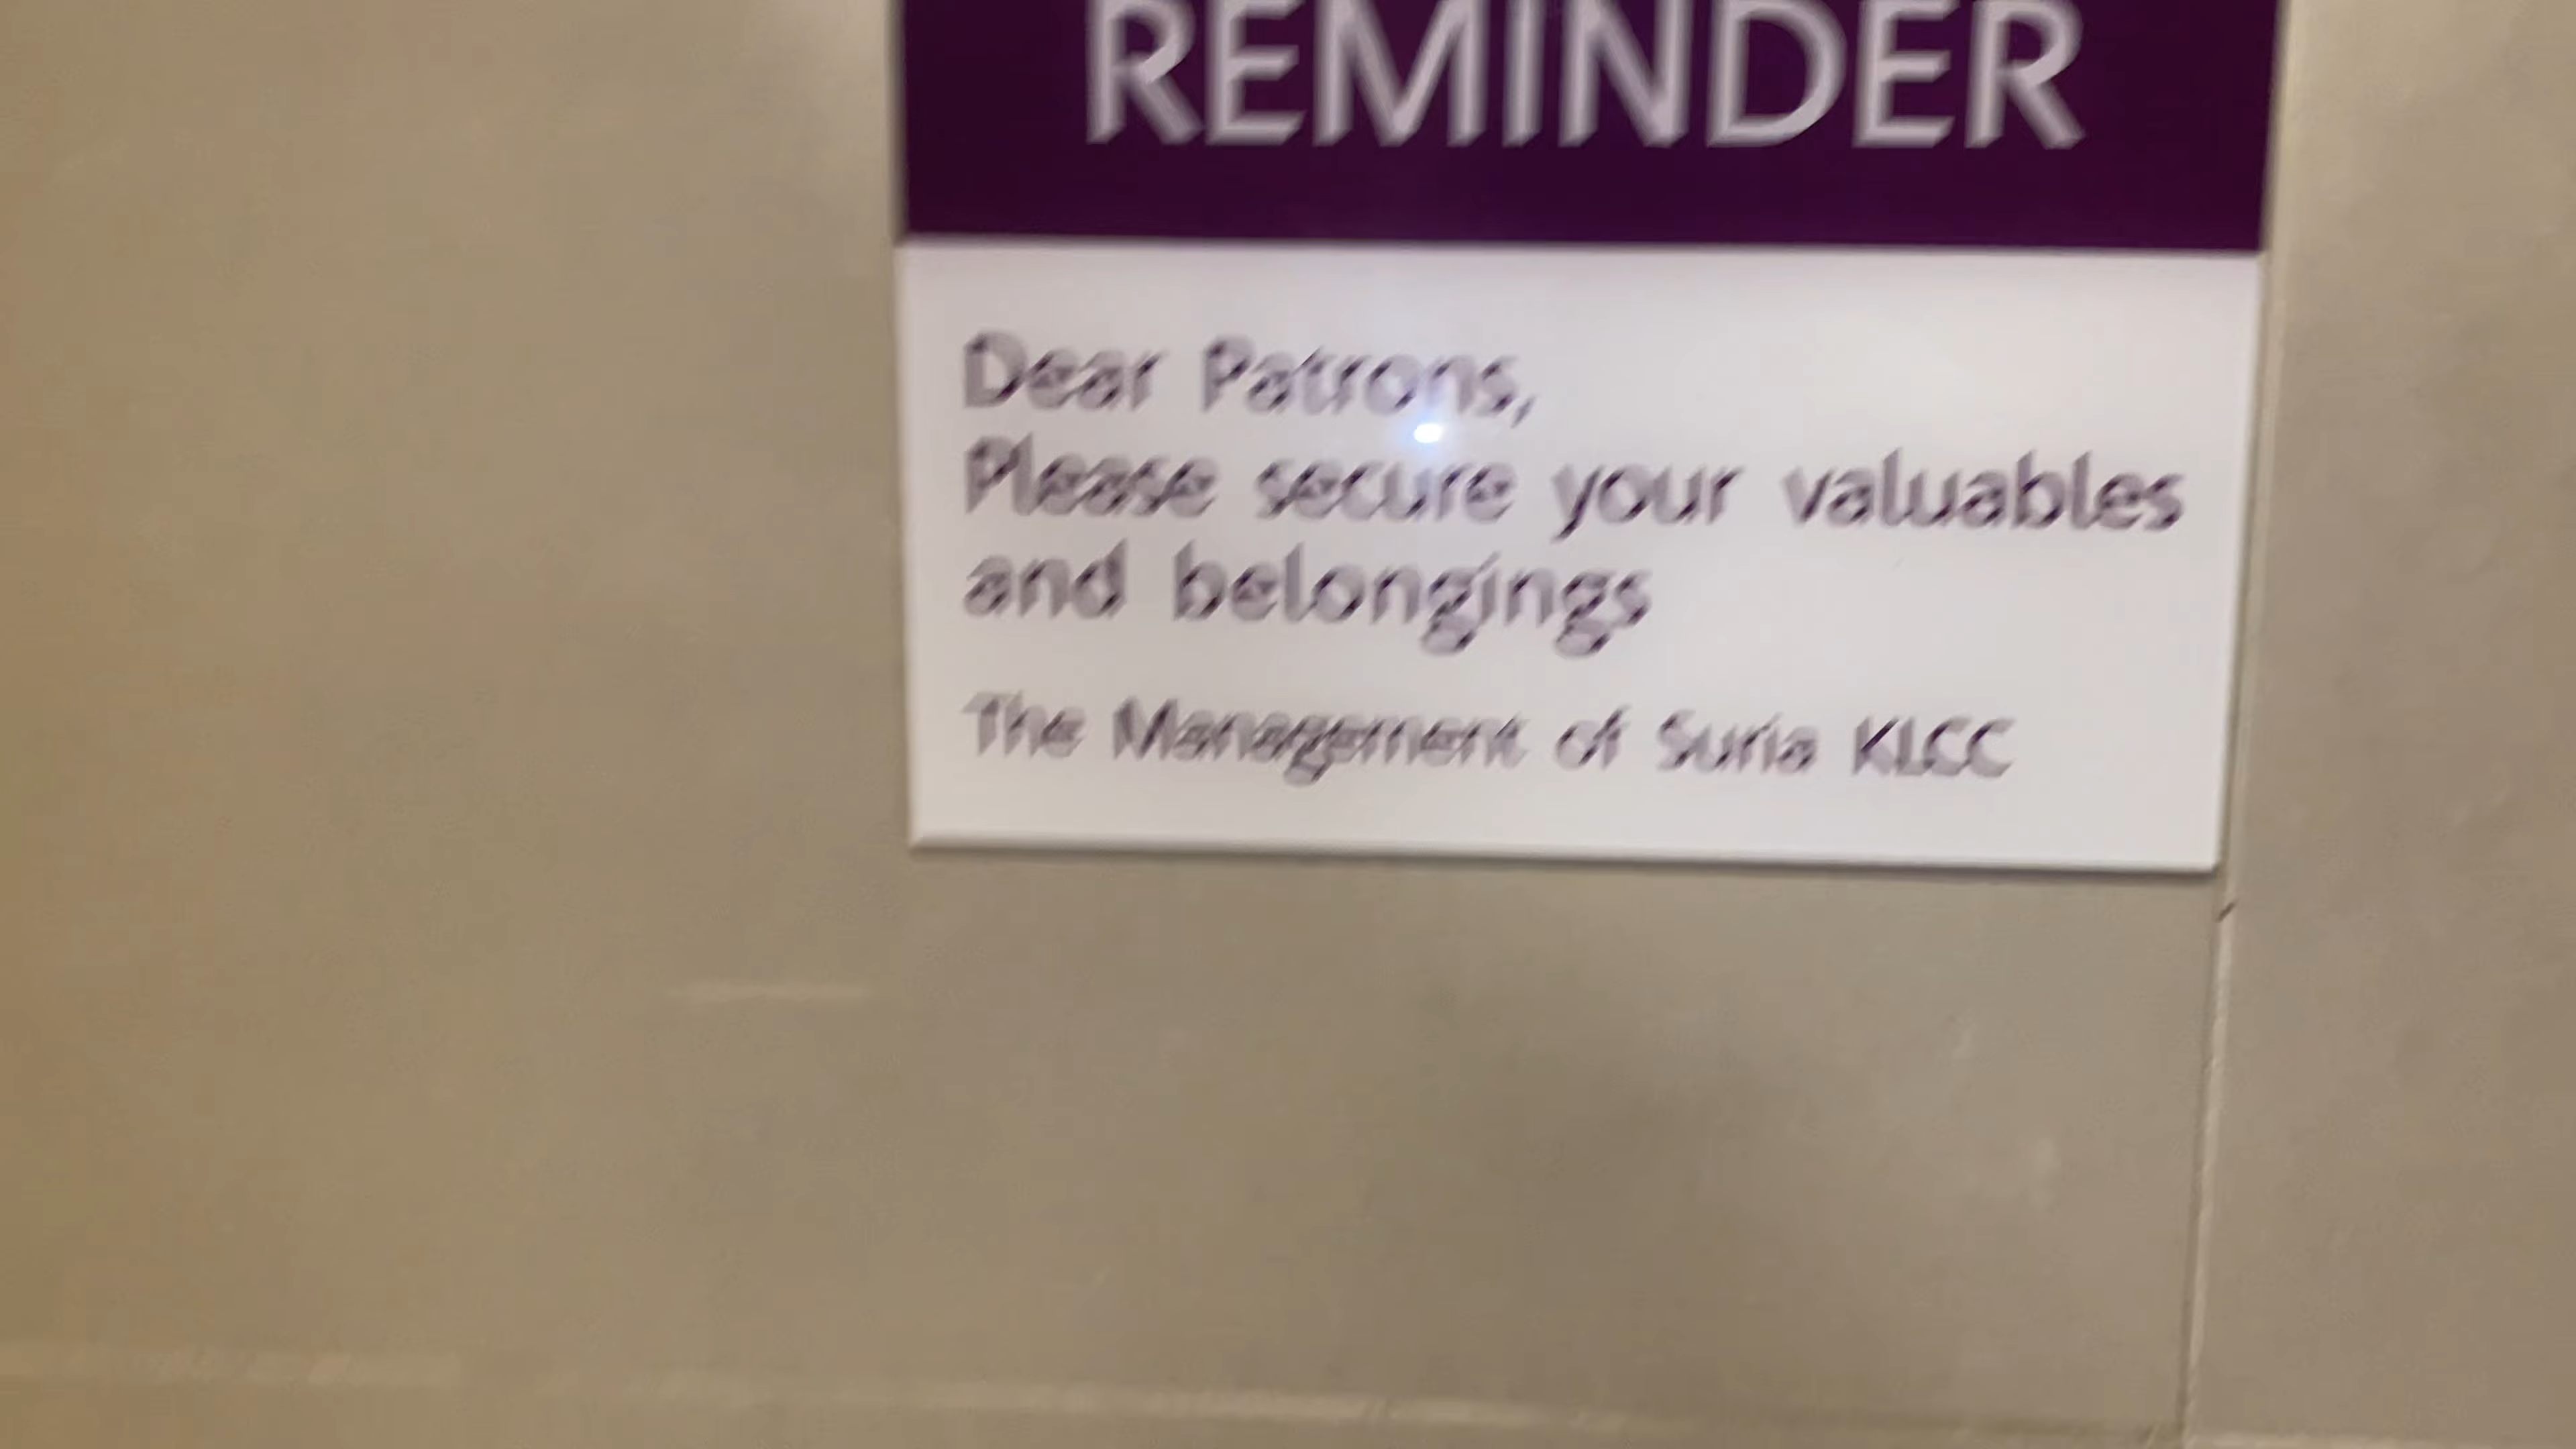 REMINDER
Dear Patrons,
Please secure your valuables
and belongings
The Management of Suria KLCC